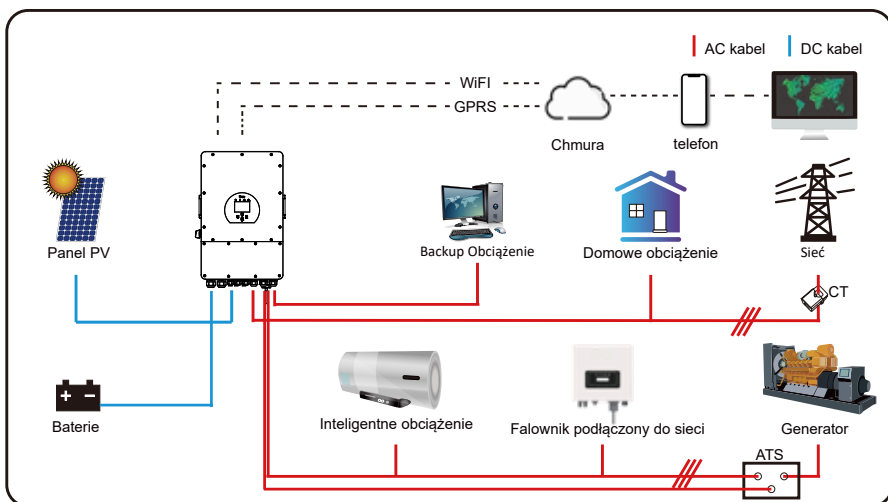 AC kabel
DC kabel
WiFI
GPRS
Chmura
telefon
Panel PV
Backup Obciążenie
Domowe obciążenie
Sieć
CT
Baterie
Inteligentne obciążenie
Falownik podłączony do sieci
Generator
ATS